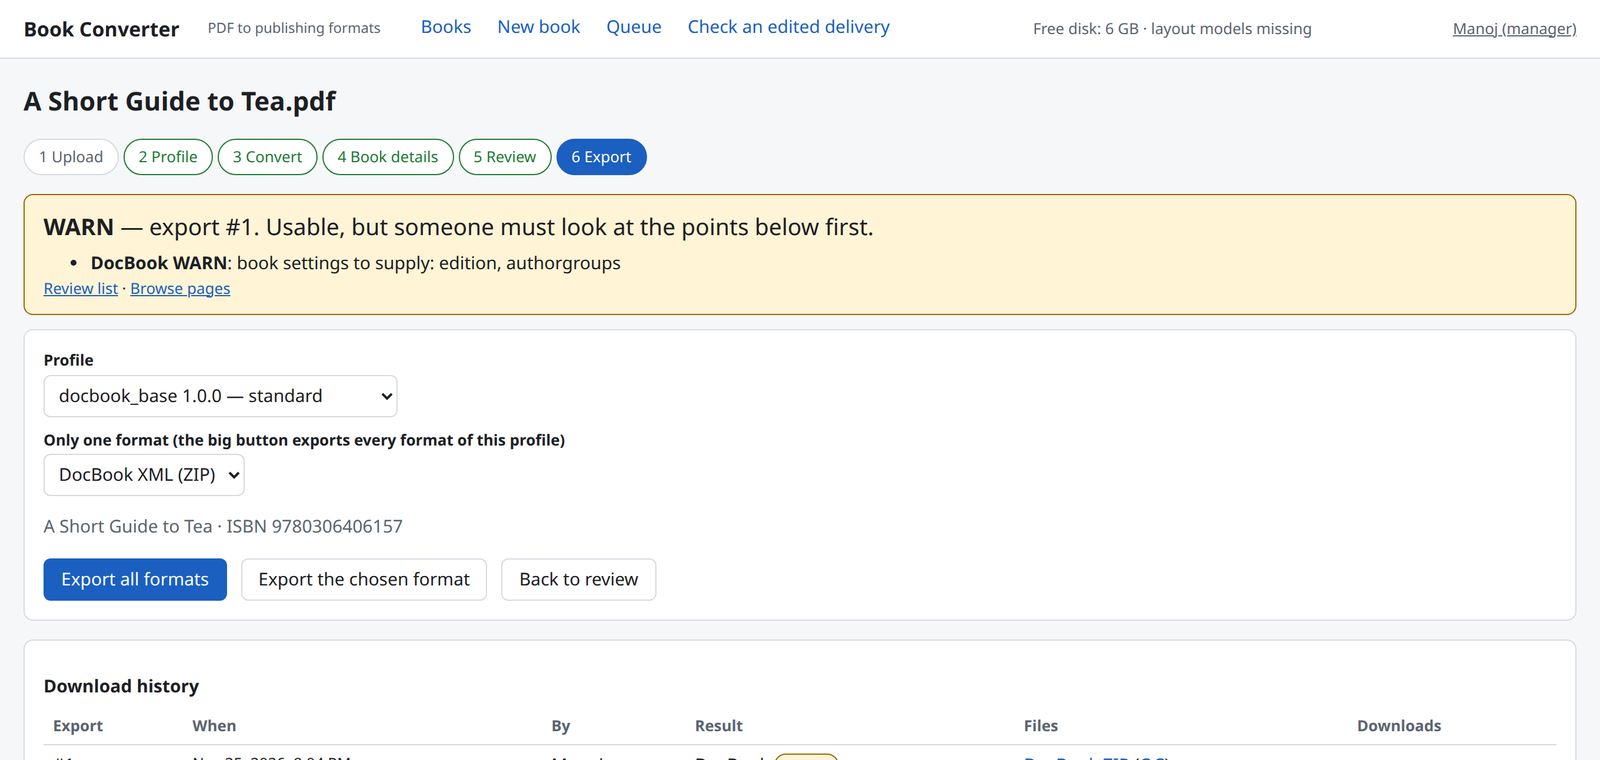 Book Converter PDF to publishing formats Books New book Queue Check an edited delivery Free disk: 6 GB · layout models missing Manoj (manager)
A Short Guide to Tea.pdf
1 Upload 2 Profile 3 Convert 4 Book details 5 Review 6 Export
WARN — export #1. Usable, but someone must look at the points below first.
• DocBook WARN: book settings to supply: edition, authorgroups
Review list · Browse pages
Profile
docbook_base 1.0.0 — standard
Only one format (the big button exports every format of this profile)
DocBook XML (ZIP)
A Short Guide to Tea · ISBN 9780306406157
Export all formats Export the chosen format Back to review
Download history
Export When By Result Files Downloads